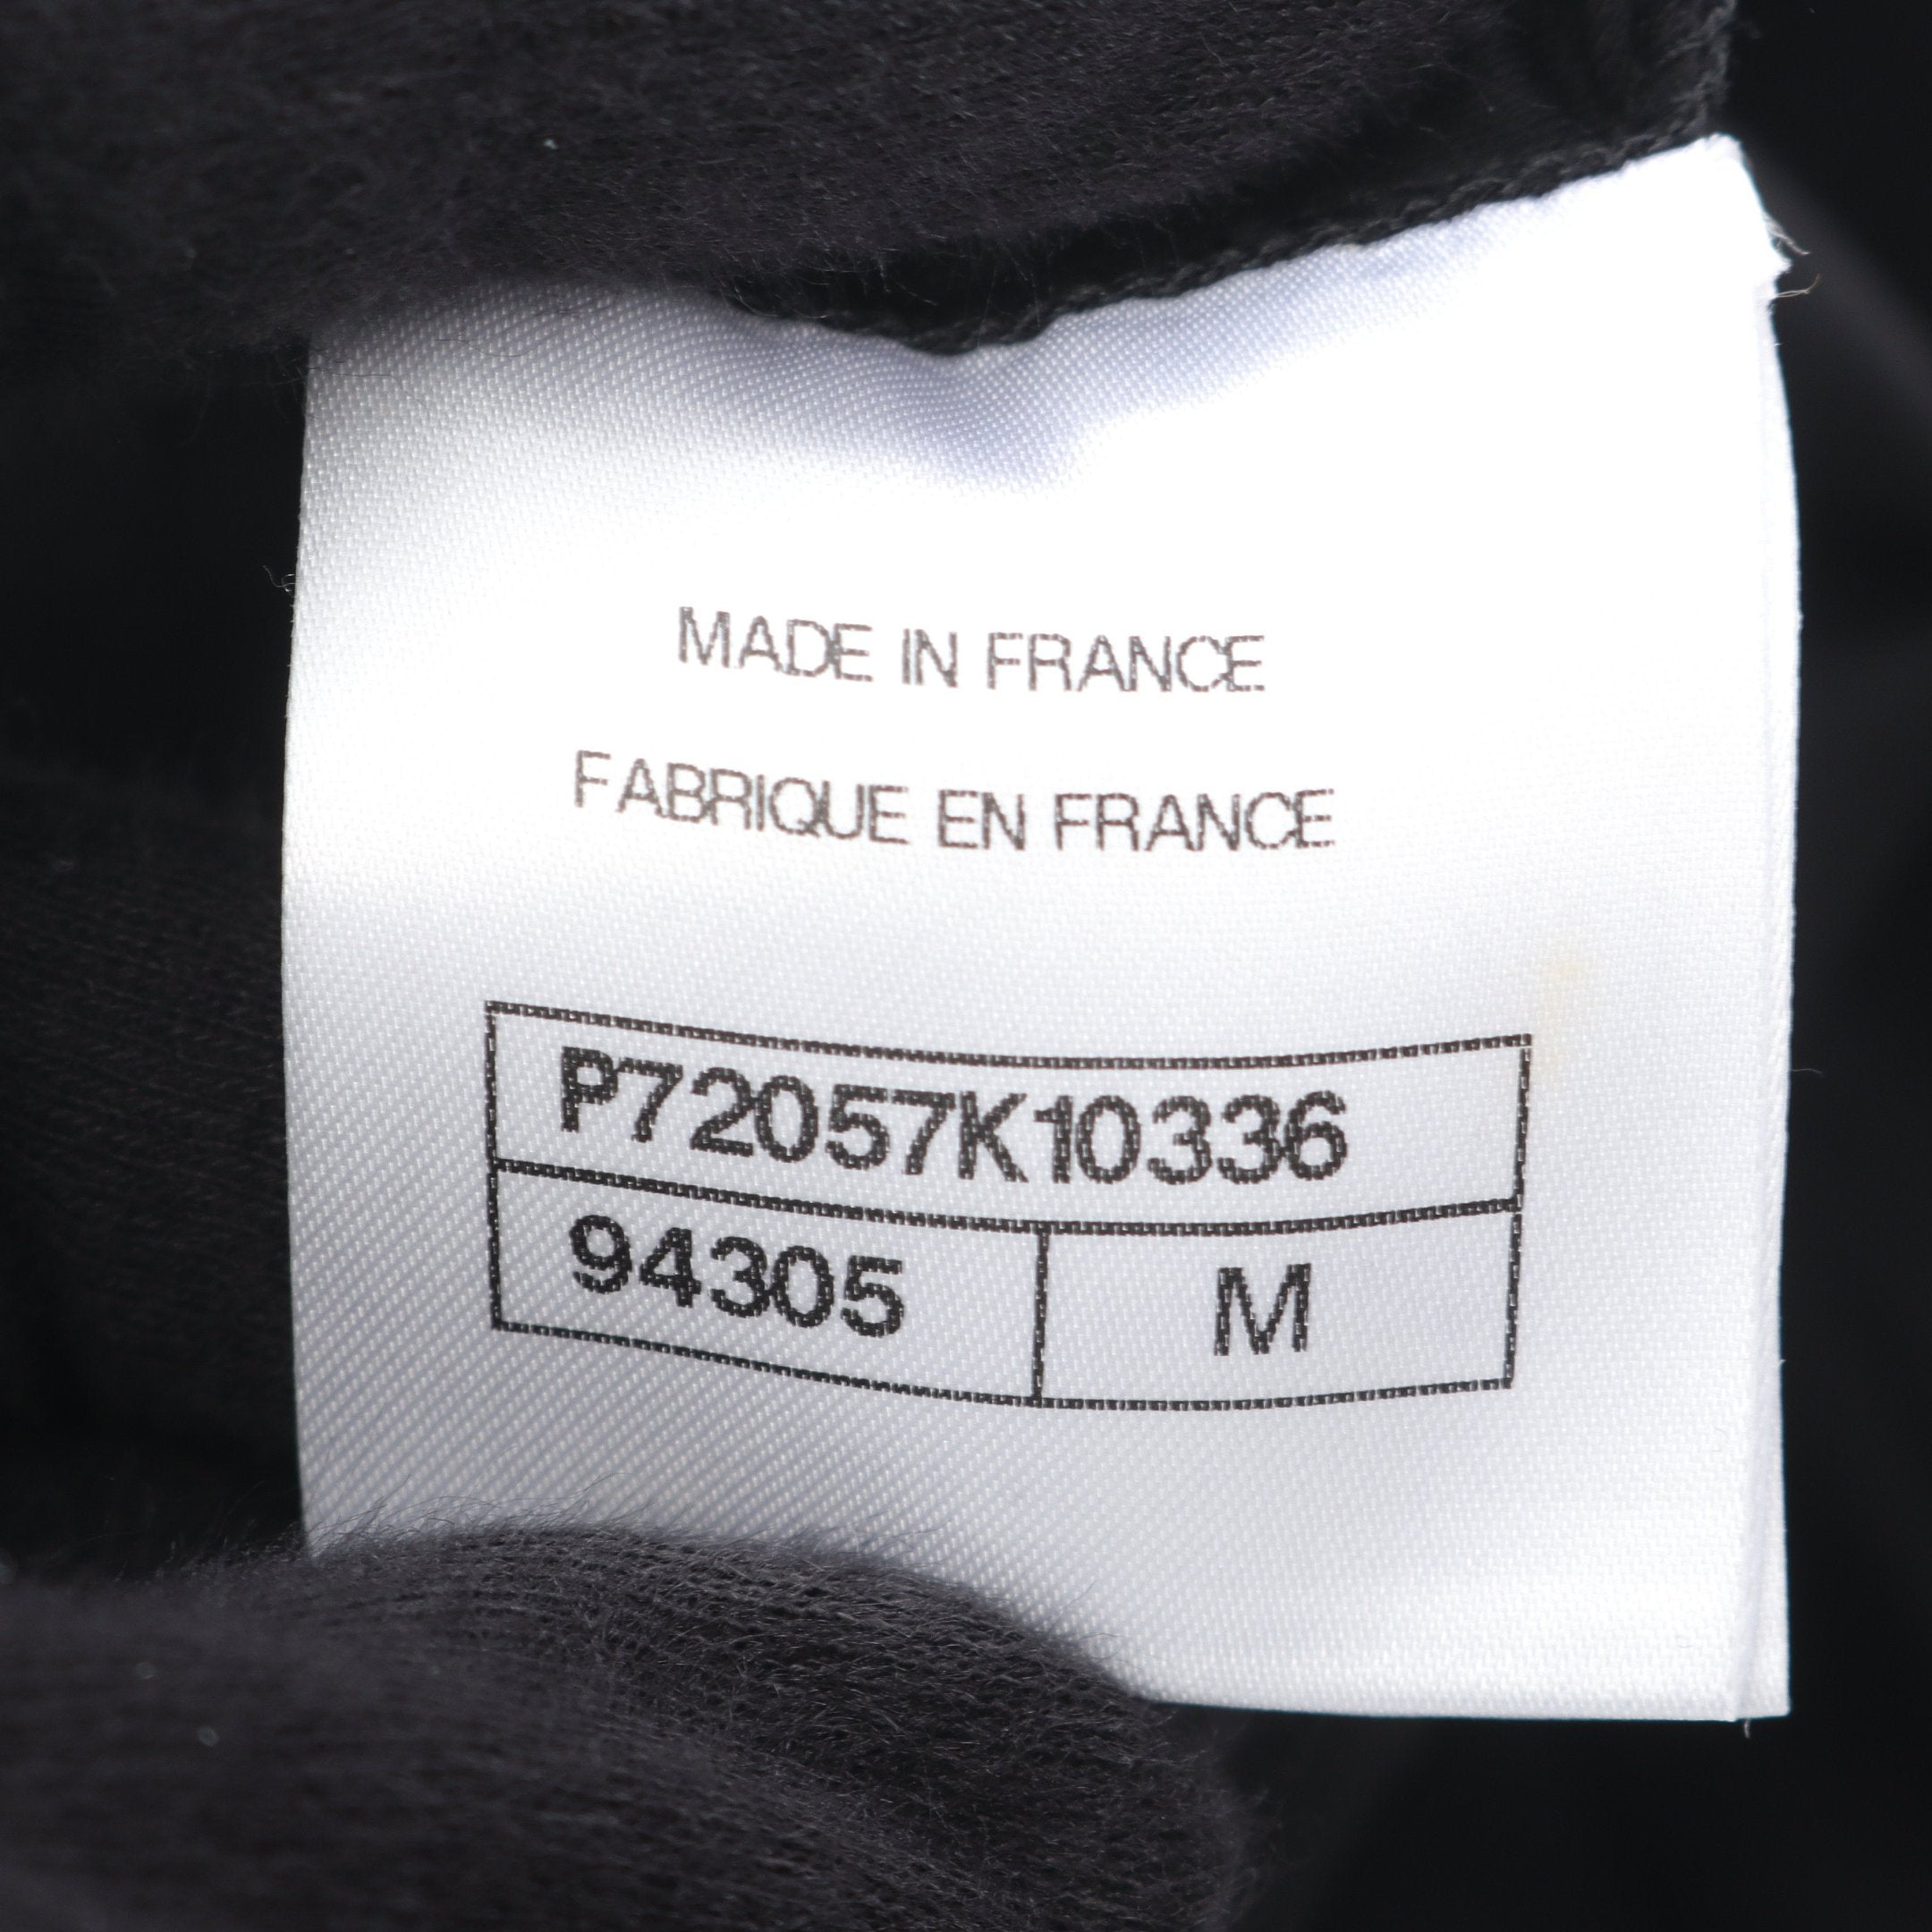 MADE IN FRANCE
FABRIQUE EN FRANCE
P72057K10336
94305 M